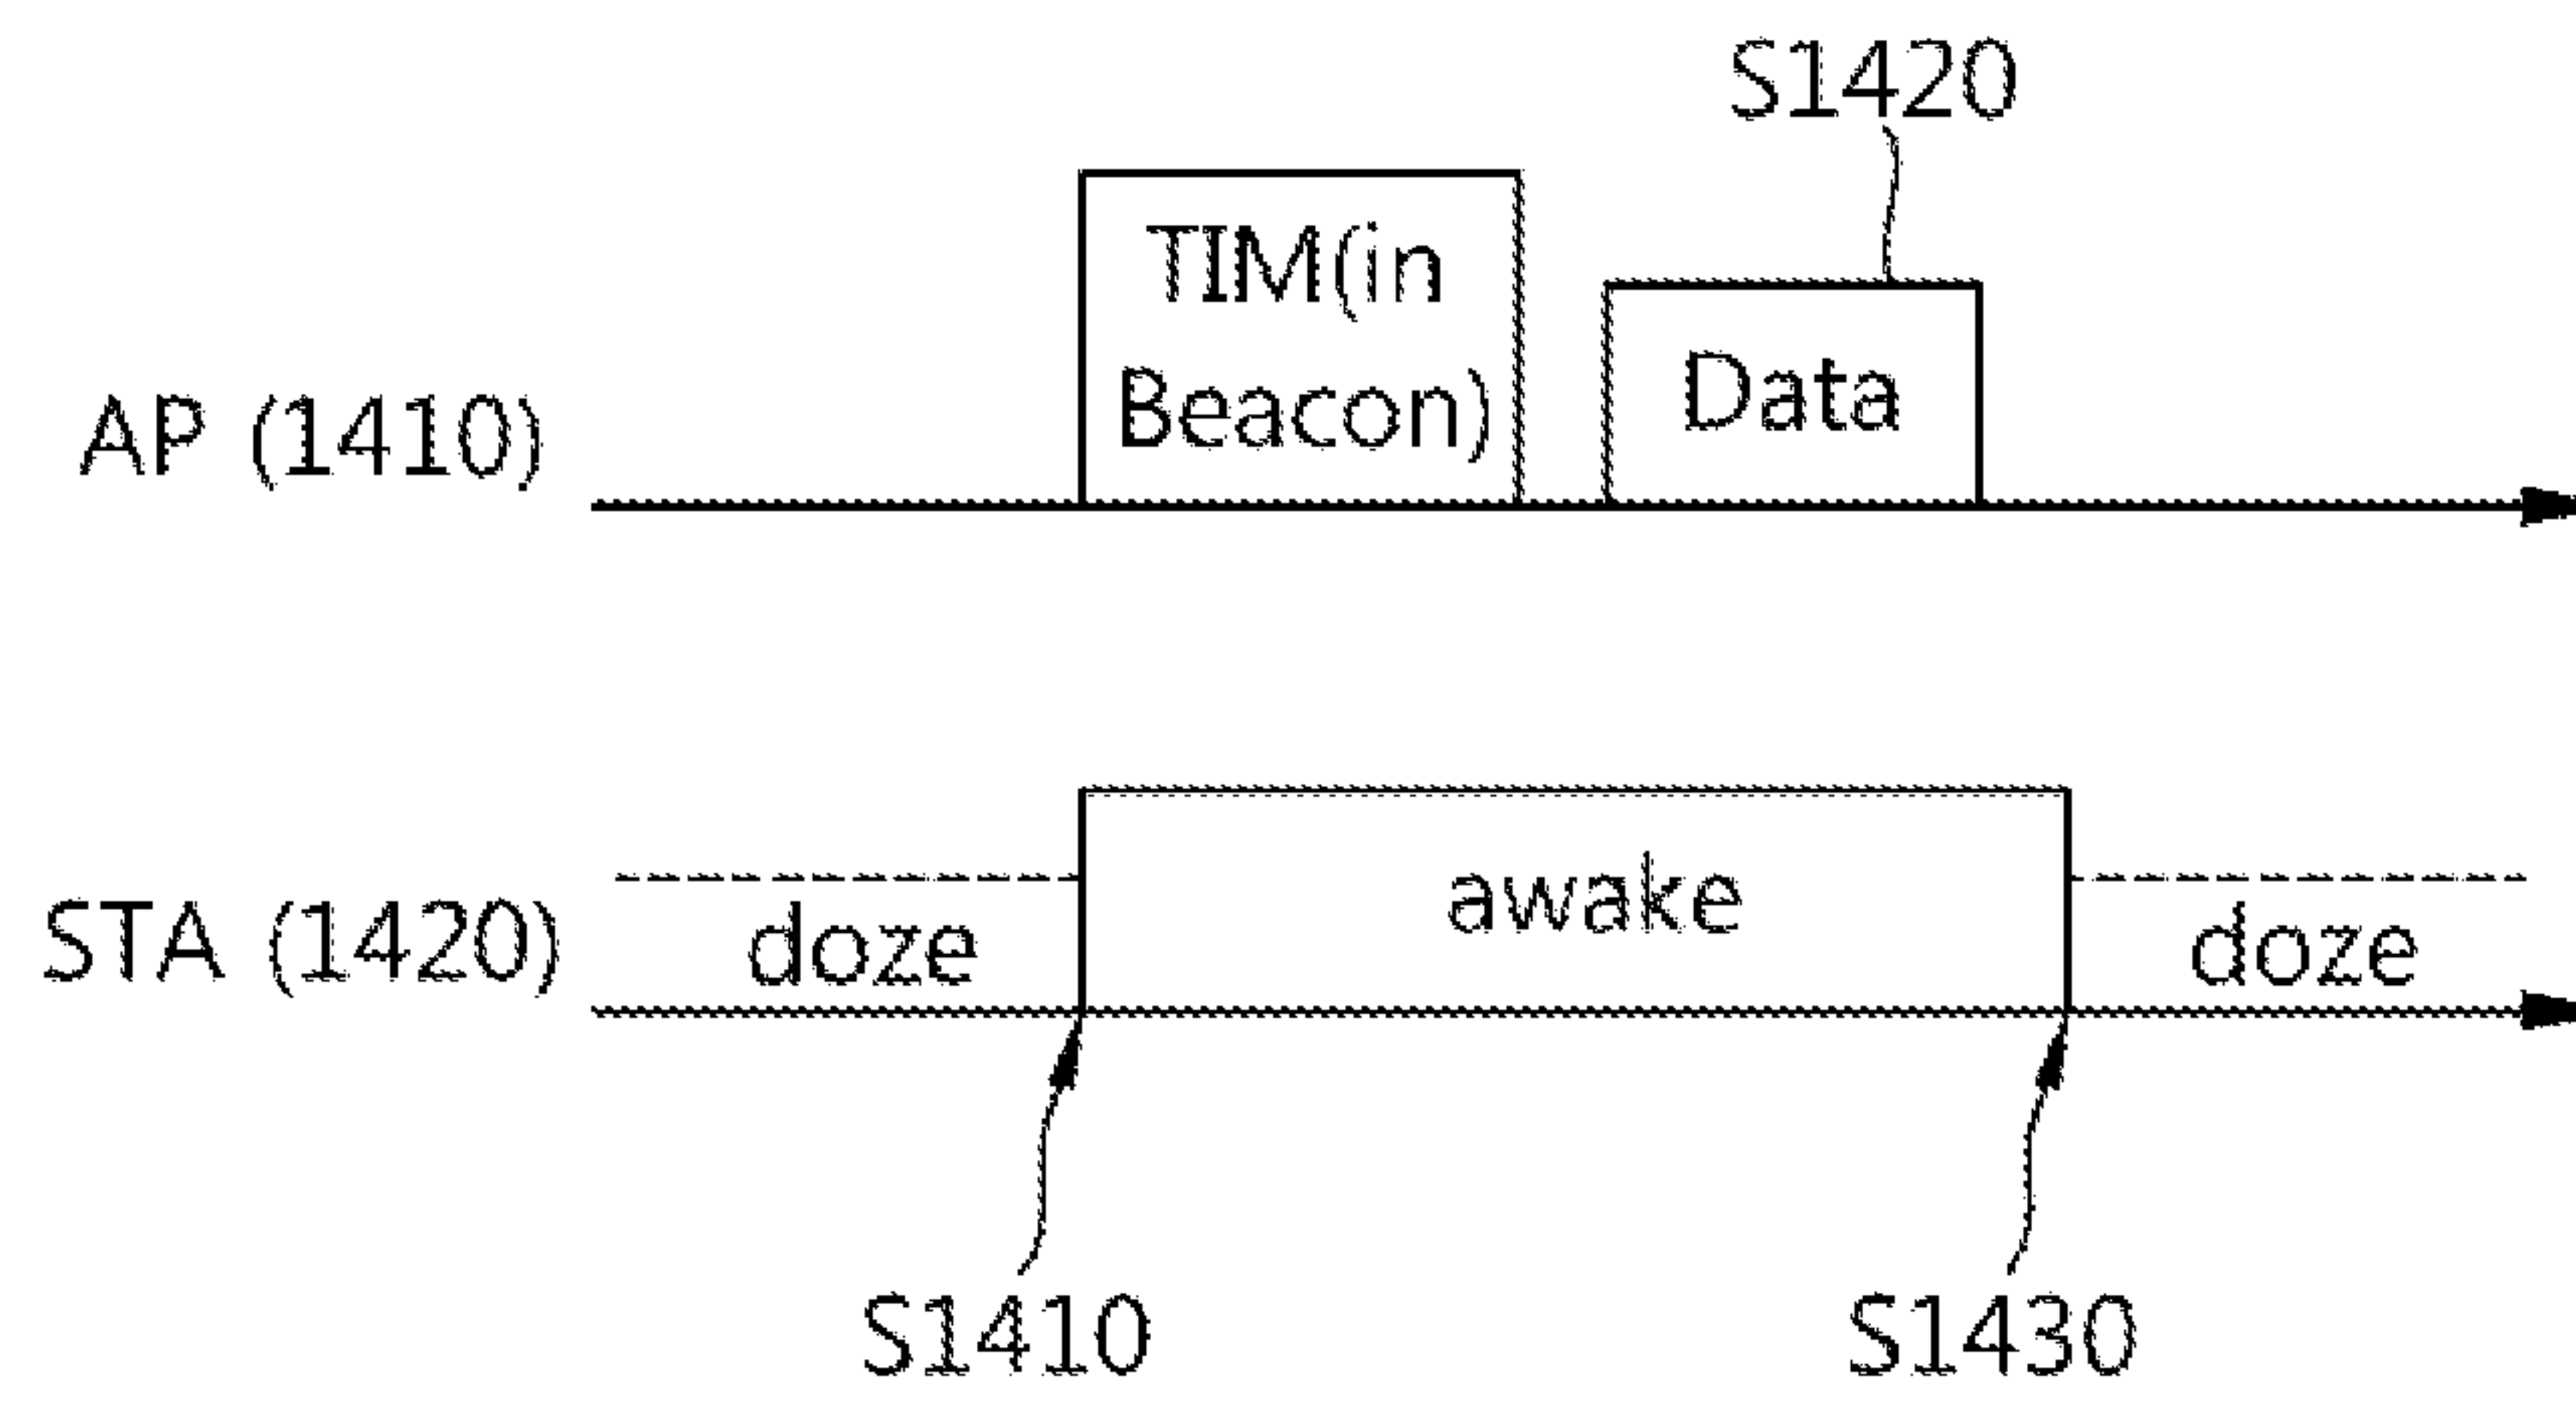 S1420
TIM(in
Beacon)
Data
AP (1410)
awake
STA (1420)
doze
doze
S1410
S1430